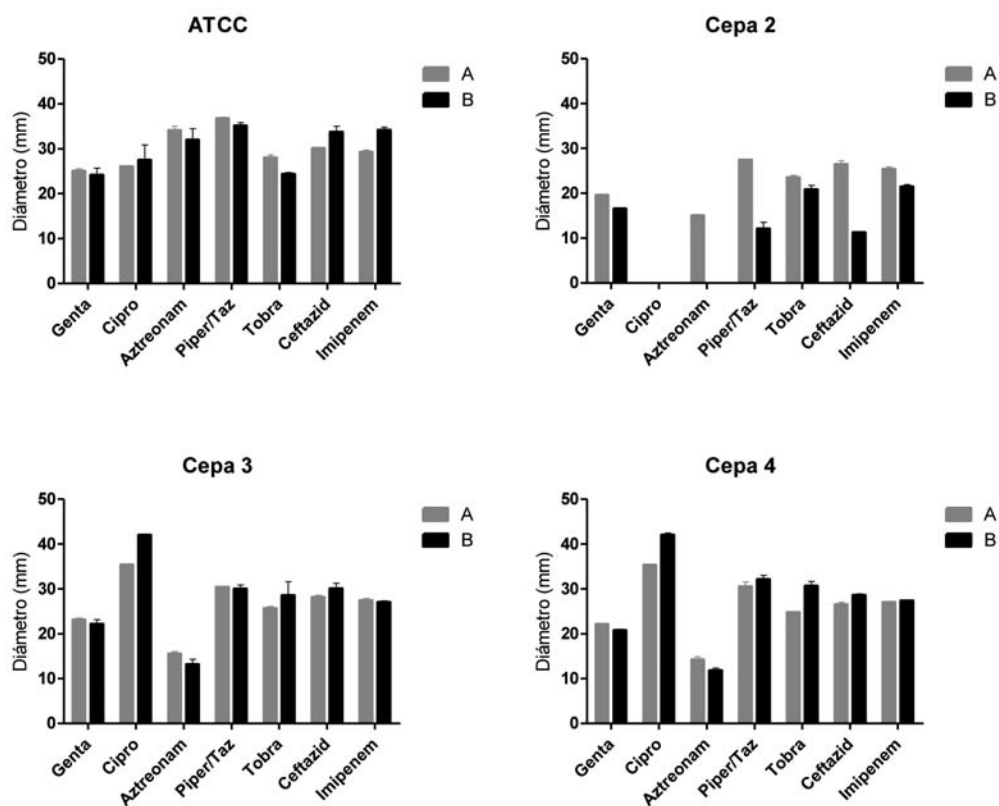 ATCC
Diámetro (mm)
50
40
30
20
10
0
Genta
Cipro
Aztreonam
Piper/Taz
Tobra
Ceftazid
Imipenem
A
B
Cepa 2
Diámetro (mm)
50
40
30
20
10
0
Genta
Cipro
Aztreonam
Piper/Taz
Tobra
Ceftazid
Imipenem
A
B
Cepa 3
Diámetro (mm)
50
40
30
20
10
0
Genta
Cipro
Aztreonam
Piper/Taz
Tobra
Ceftazid
Imipenem
A
B
Cepa 4
Diámetro (mm)
50
40
30
20
10
0
Genta
Cipro
Aztreonam
Piper/Taz
Tobra
Ceftazid
Imipenem
A
B